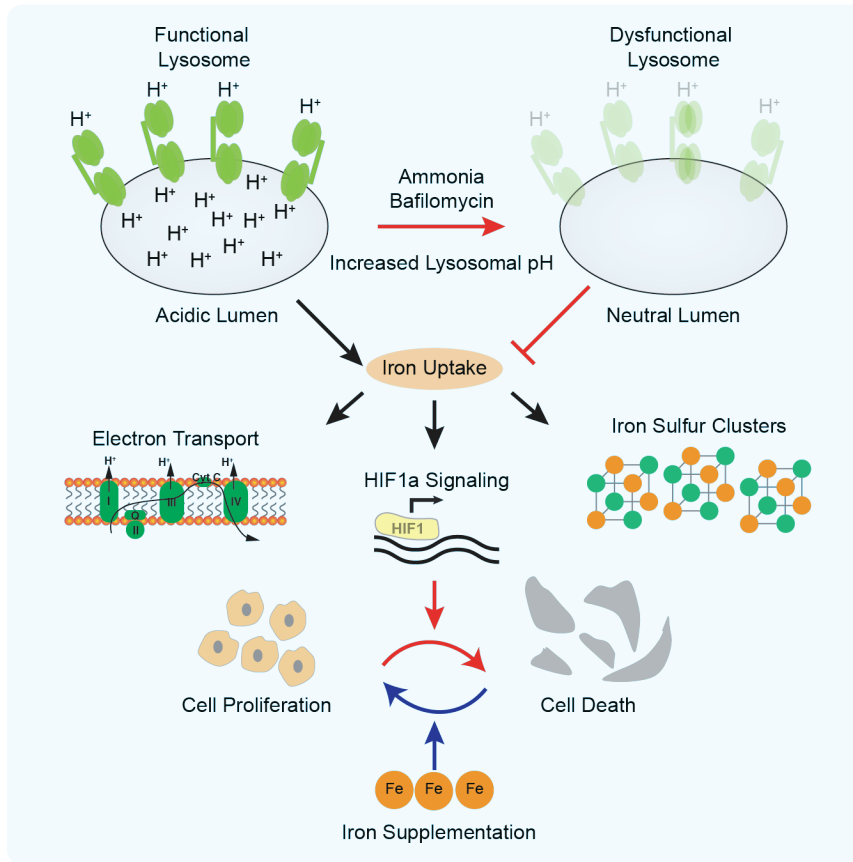 Functional
Lysosome
Dysfunctional
Lysosome
H+ H+ H+ H+
H+ H+ H+ H+
H+ H+ H+
H+ H+ H+ H+
H+ H+
H+ H+ H+
Ammonia
Bafilomycin
Increased Lysosomal pH
Acidic Lumen
Neutral Lumen
Iron Uptake
Electron Transport
H+ H+ H+
Cyt C
I III IV
Q
II
HIF1a Signaling
HIF1
Iron Sulfur Clusters
Cell Proliferation
Cell Death
Fe Fe Fe
Iron Supplementation